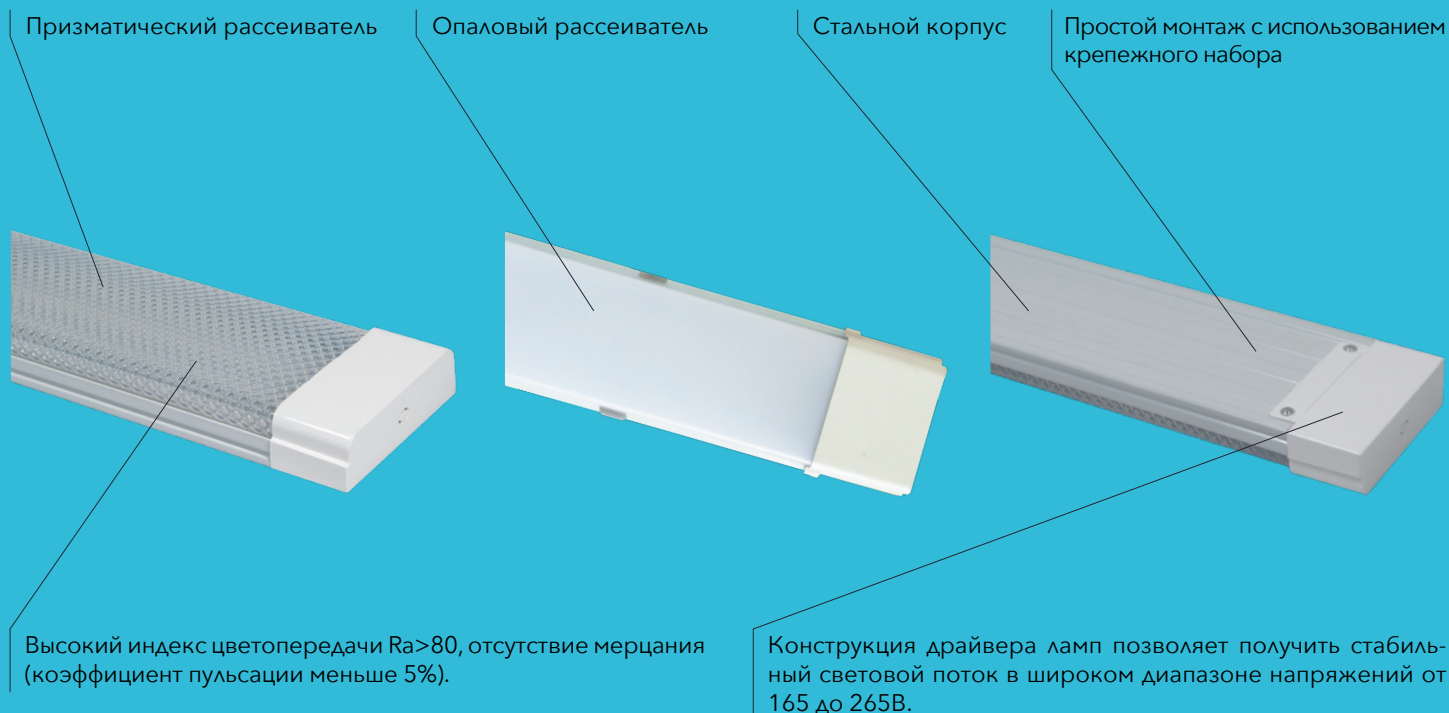 Призматический рассеиватель
Опаловый рассеиватель
Стальной корпус
Простой монтаж с использованием
крепежного набора
Высокий индекс цветопередачи Ra>80, отсутствие мерцания
(коэффициент пульсации меньше 5%).
Конструкция драйвера ламп позволяет получить стабиль-
ный световой поток в широком диапазоне напряжений от
165 до 265В.